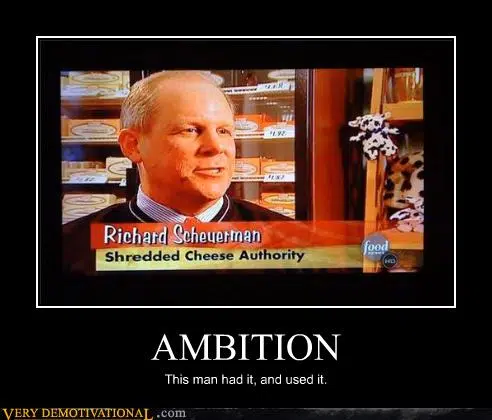 Richard Scheuerman
Shredded Cheese Authority
food
HD
AMBITION
This man had it, and used it.
VERY DEMOTIVATIONAL.com